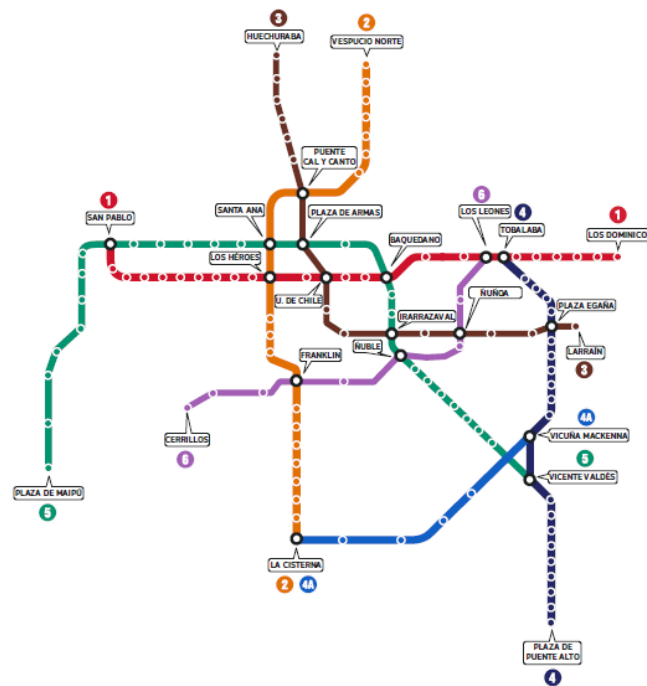 3
HUECHURABA
2
VESPUCIO NORTE
PUENTE
CAL Y CANTO
1
SAN PABLO
SANTA ANA
PLAZA DE ARMAS
6
LOS LEONES
4
TOBALABA
1
LOS DOMINICO
LOS HÉROES
BAQUEDANO
U. DE CHILE
IRARRAZAVAL
ÑUÑOA
PLAZA EGAÑA
ÑUBLE
LARRAÍN
3
FRANKLIN
CERRILLOS
6
4A
VICUÑA MACKENNA
5
VICENTE VALDÉS
PLAZA DE MAIPÚ
5
LA CISTERNA
2 4A
PLAZA DE
PUENTE ALTO
4